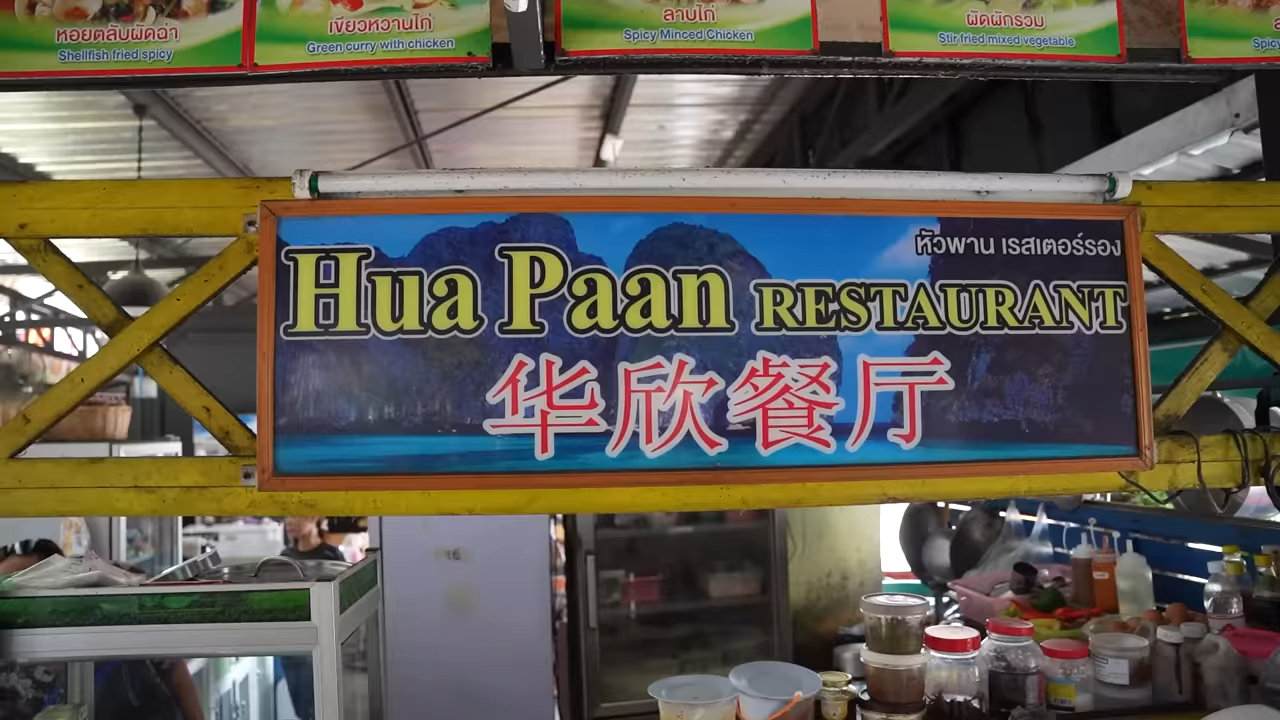 หอยตลับผัดฉ่า
Shellfish fried spicy
เขียวหวานไก่
Green curry with chicken
ลาบไก่
Spicy Minced Chicken
ผัดผักรวม
Stir fried mixed vegetable
หัวพาน เรสเตอร์รอง
Hua Paan RESTAURANT
华欣餐厅